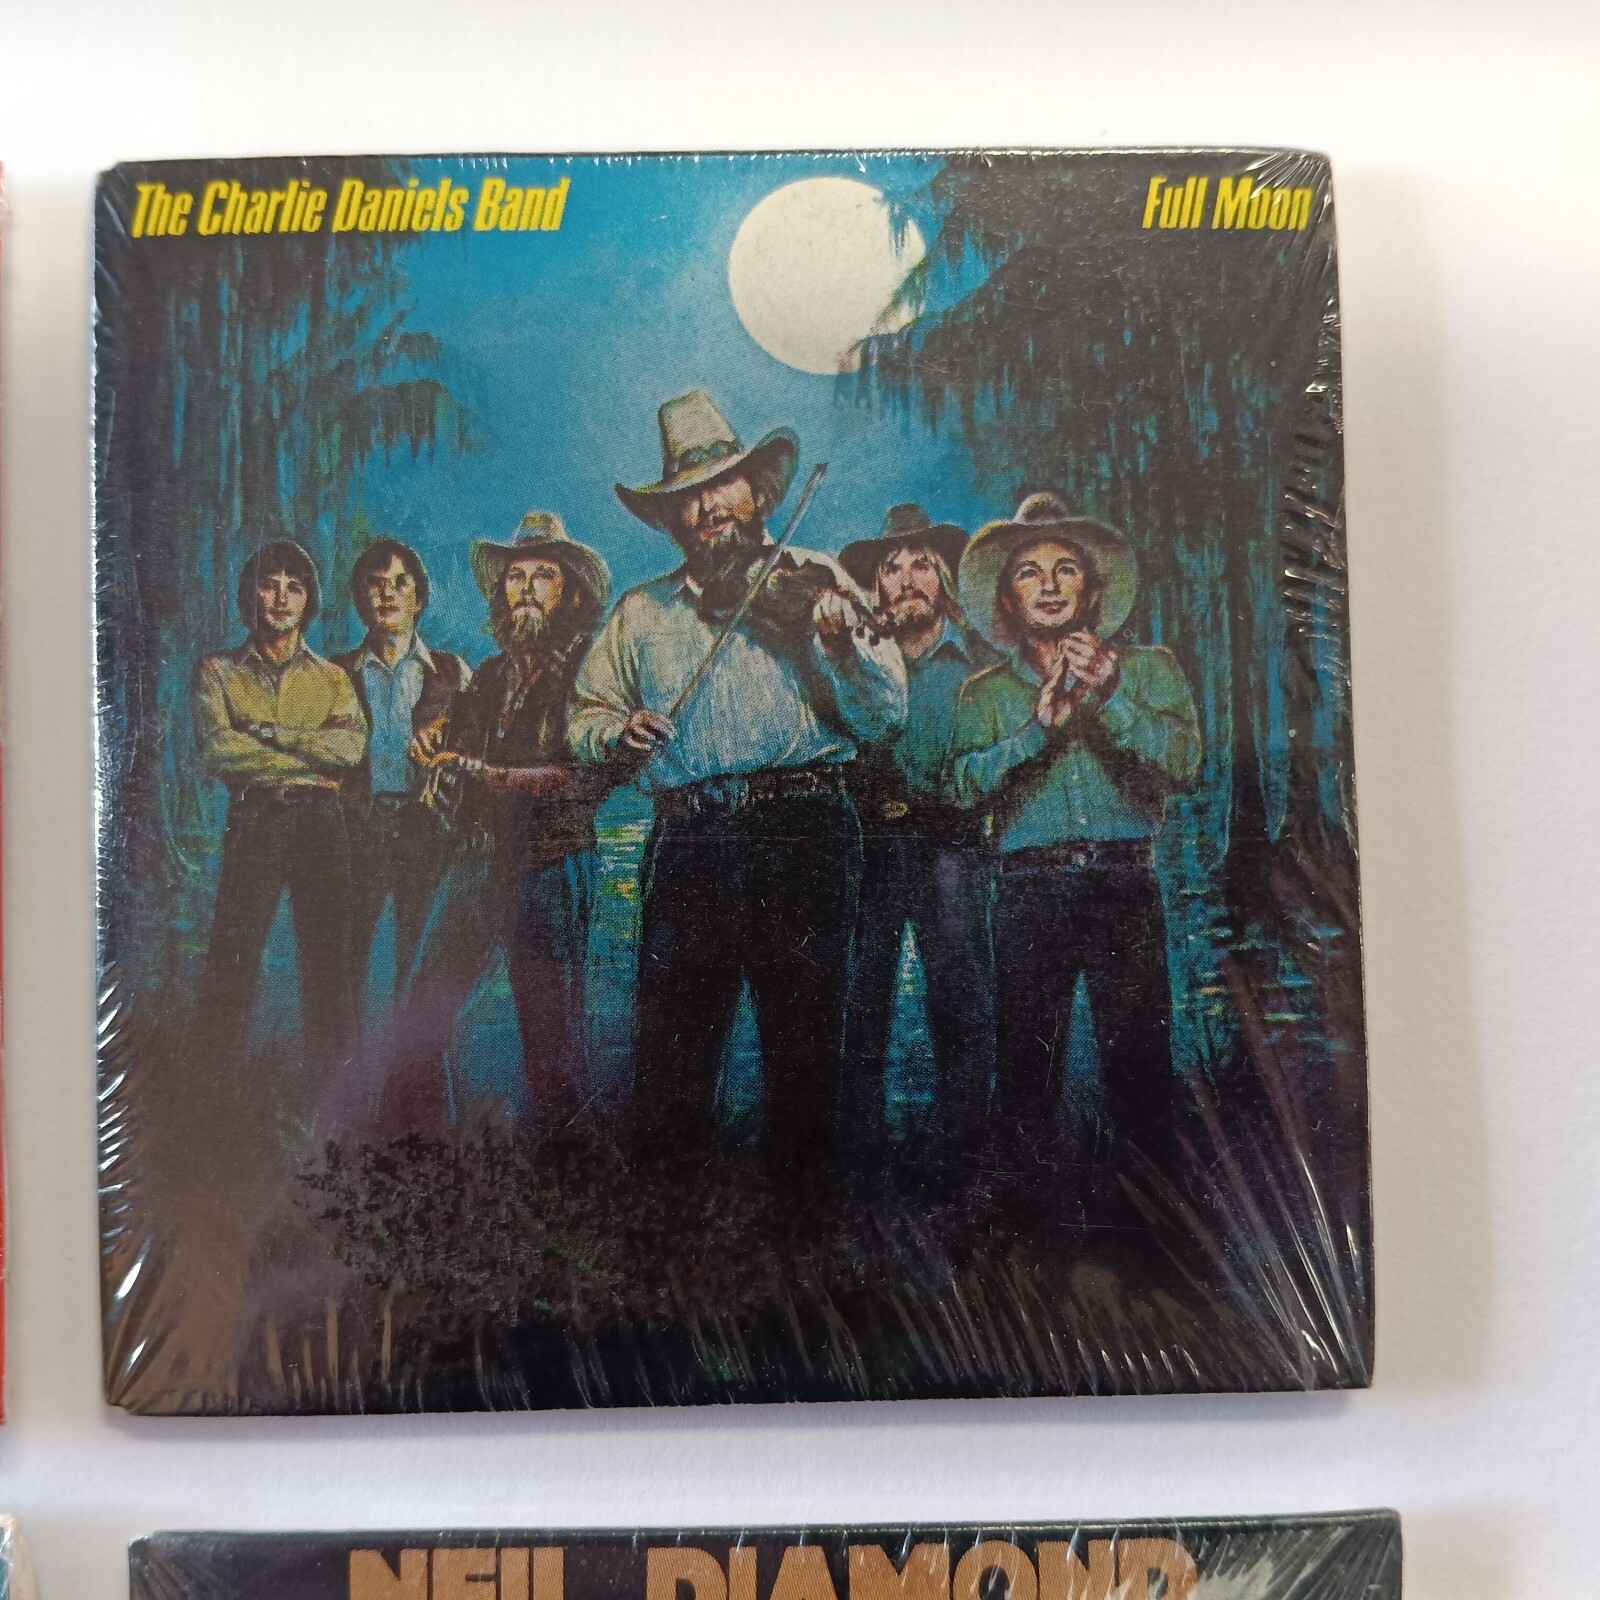 The Charlie Daniels Band
Full Moon
NEIL DIAMOND